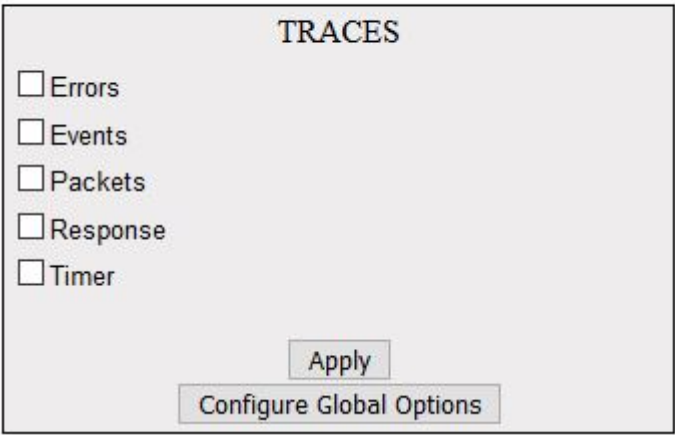 TRACES
Errors
Events
Packets
Response
Timer
Apply
Configure Global Options